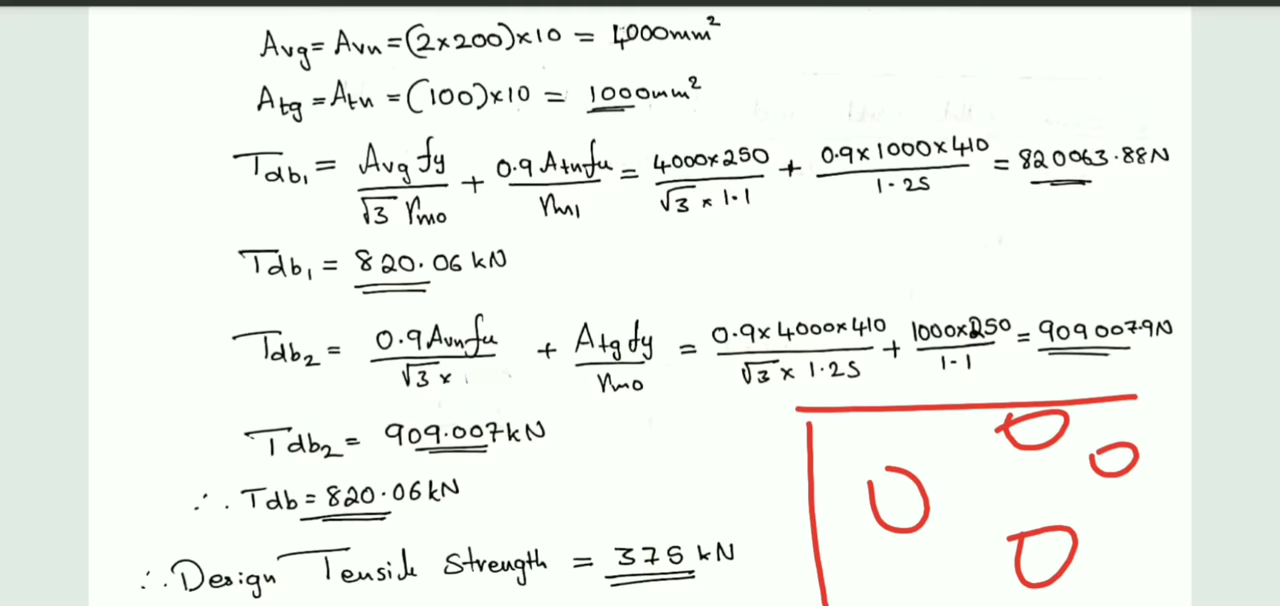 Avg = Avn = (2×200)×10 = 4000mm²
Atg = Atn = (100)×10 = 1000mm²
Tdb₁ = Avg fy / √3 γm0 + 0.9 Atn fu / γm1 = 4000×250 / √3 × 1.1 + 0.9×1000×410 / 1.25 = 820063.88N
Tdb₁ = 820.06 kN
Tdb₂ = 0.9 Avn fu / √3 × + Atg fy / γm0 = 0.9×4000×410 / √3 × 1.25 + 1000×250 / 1.1 = 909007.9N
Tdb₂ = 909.007kN
∴ Tdb = 820.06kN
∴ Design Tensile Strength = 375 kN